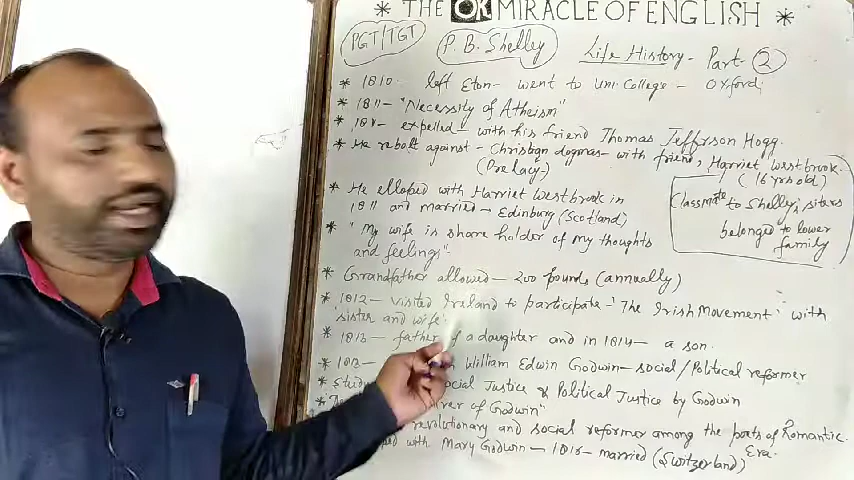 * THE OK MIRACLE OF ENGLISH *
PGT/TGT P. B. Shelley Life History - Part - 2
* 1810 - left Eton - went to Uni. College - Oxford
* 1811 - "Necessity of Atheism"
* expelled - with his friend Thomas Jeffrson Hogg.
* He rebolt against - Christian dogmas - with friend, Harriet Westbrook.
(16 yrs old)
* He elloped with Harriet Westbrook in
1811 and married - Edinburg (Scotland)
Classmate to Shelley, sisters
belonged to lower
family
* "My wife is share holder of my thoughts
and feelings".
* Grandfather allowed - 200 pounds (annually)
* 1812 - visited Ireland to participate - 'The Irish Movement' with
sister and wife.
* 1813 - father of a daughter and in 1814 - a son.
* William Edwin Godwin - social/Political reformer
* Social Justice & Political Justice by Godwin
* of Godwin"
revolutionary and social reformer among the poets of Romantic
Era.
with Mary Godwin - 1816 - married (Switzerland)